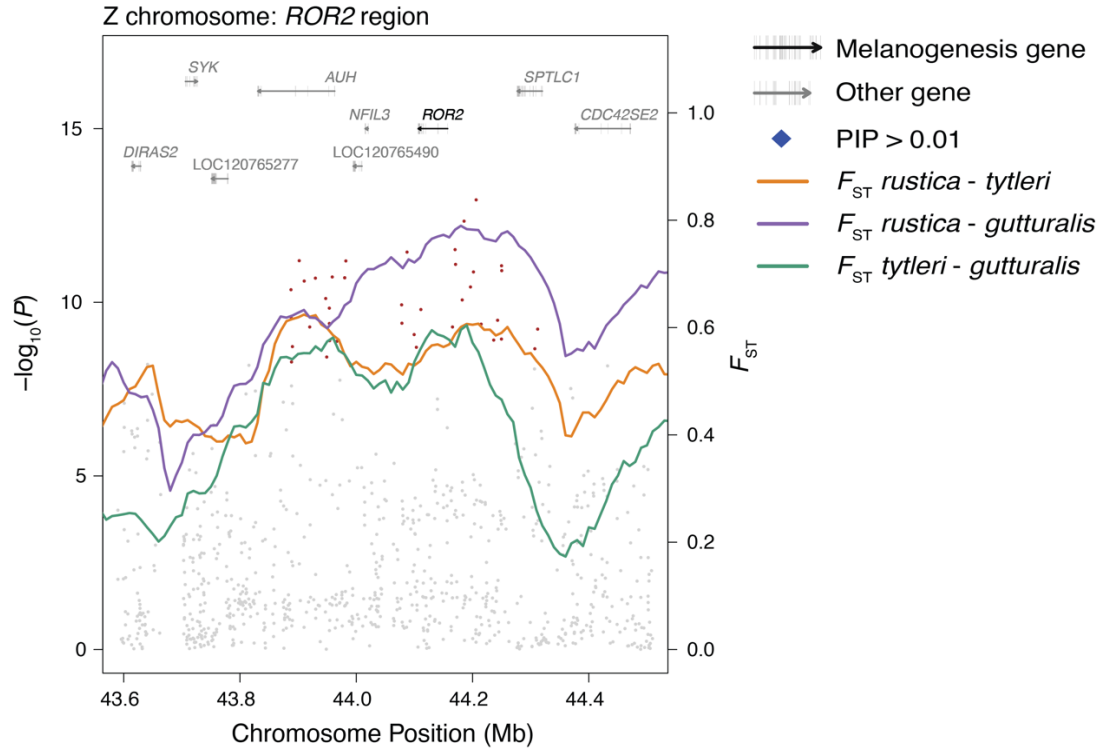 Z chromosome: ROR2 region
SYK
AUH
SPTLC1
NFIL3
ROR2
CDC42SE2
DIRAS2
LOC120765277
LOC120765490
15
10
5
0
−log10(P)
1.0
0.8
0.6
0.4
0.2
0.0
FST
43.6
43.8
44.0
44.2
44.4
Chromosome Position (Mb)
Melanogenesis gene
Other gene
PIP > 0.01
FST rustica - tytleri
FST rustica - gutturalis
FST tytleri - gutturalis